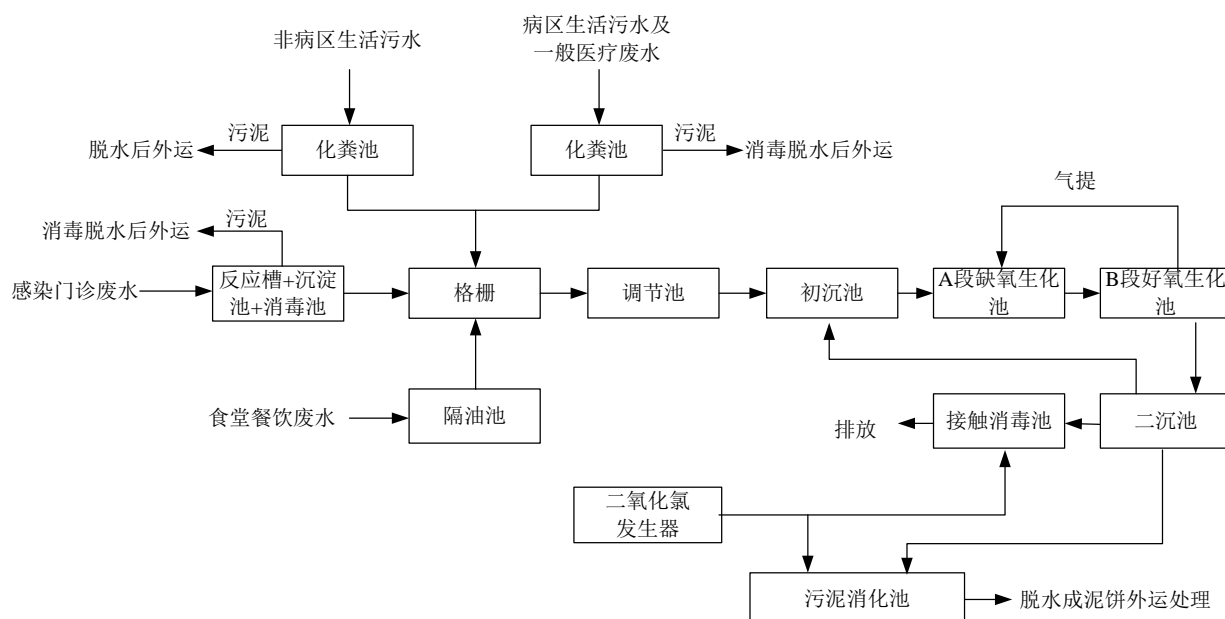 非病区生活污水
病区生活污水及
一般医疗废水
脱水后外运
污泥
化粪池
化粪池
污泥
消毒脱水后外运
气提
消毒脱水后外运
污泥
感染门诊废水
反应槽+沉淀
池+消毒池
格栅
调节池
初沉池
A段缺氧生化
池
B段好氧生化
池
食堂餐饮废水
隔油池
排放
接触消毒池
二沉池
二氧化氯
发生器
污泥消化池
脱水成泥饼外运处理